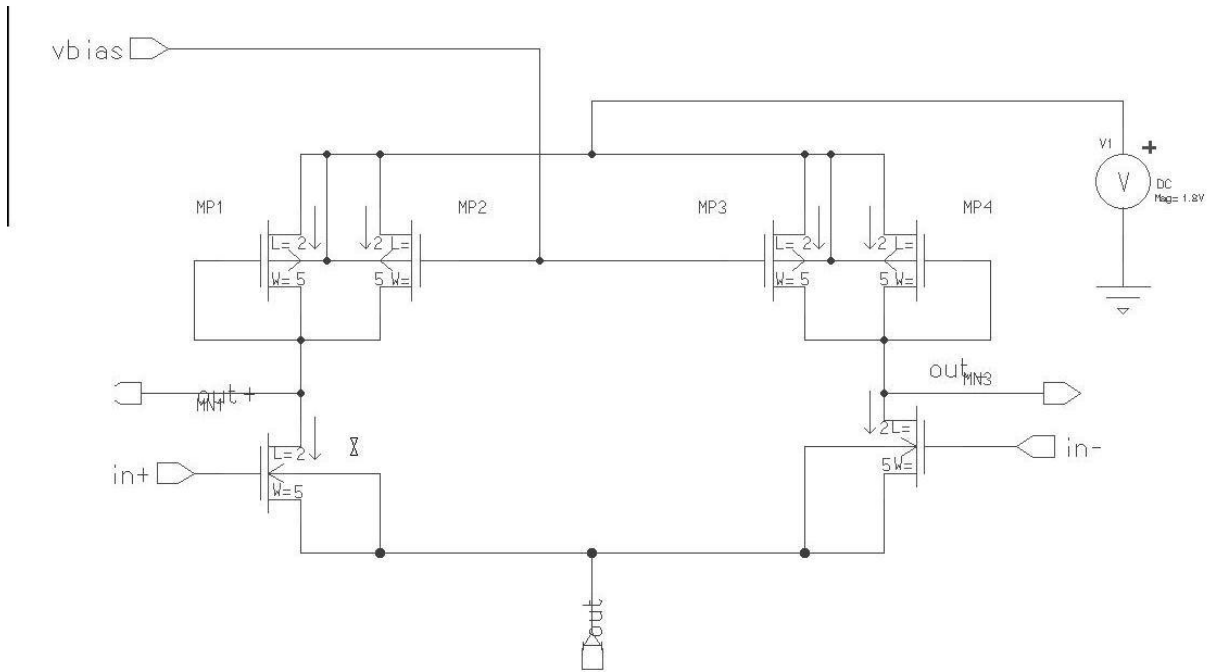 vbias
V1
+
V
DC
Mag= 1.8V
MP1 MP2 MP3 MP4
L= 2 2 L= L= 2 2 L=
W= 5 5 W= W= 5 5 W=
out+ out
MN1 MN3
L=2 2L=
in+ in-
W=5 5W=
out